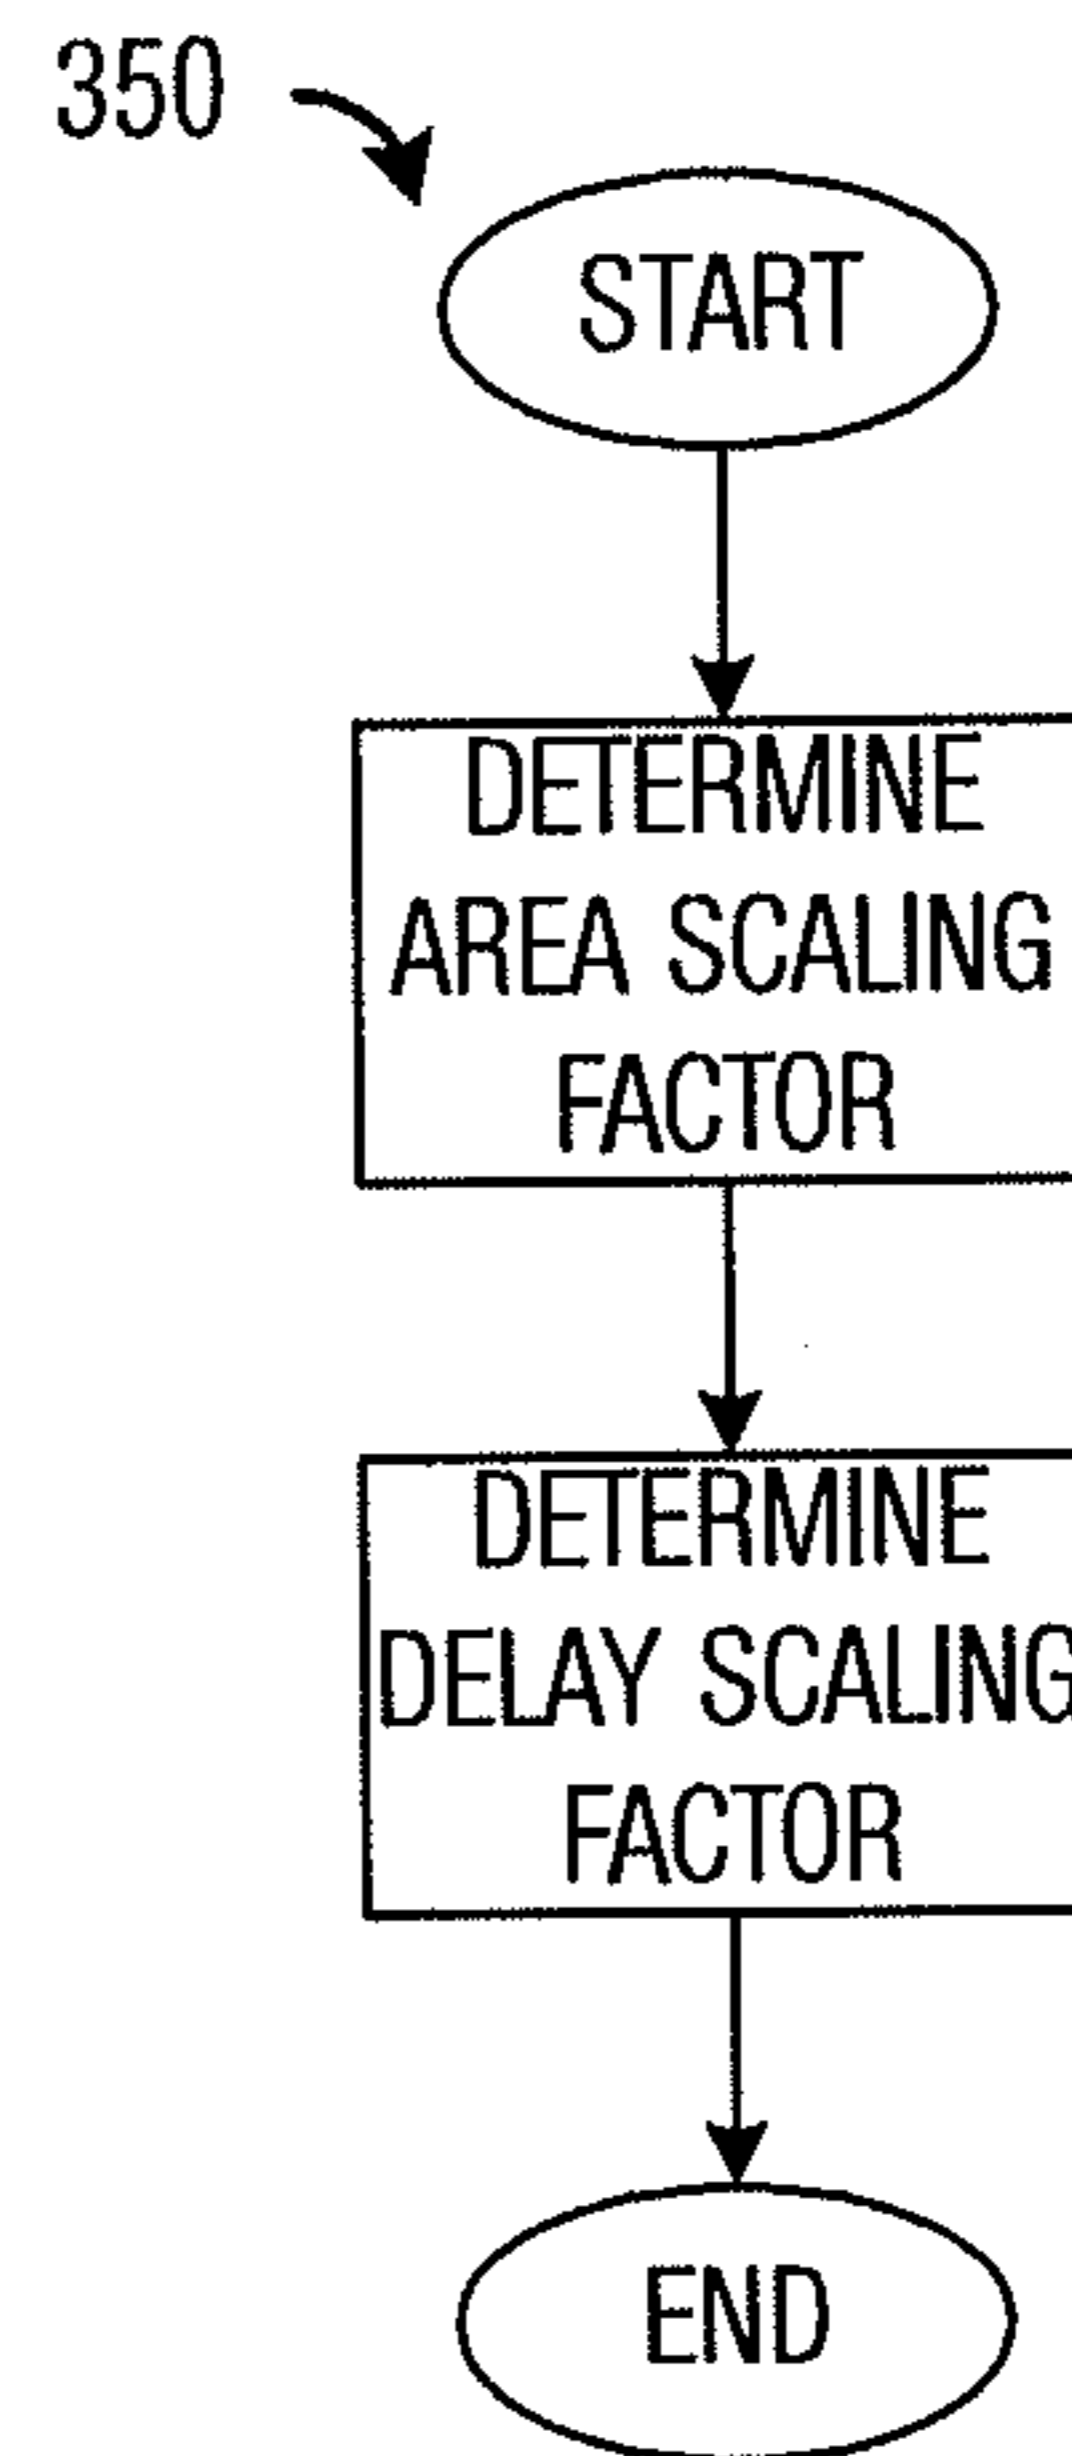 350
START
DETERMINE
AREA SCALING
FACTOR
DETERMINE
DELAY SCALING
FACTOR
END